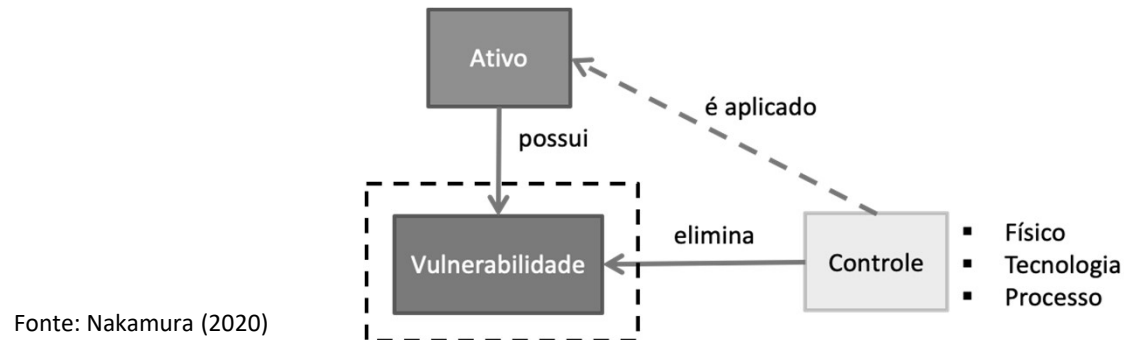 Ativo
é aplicado
possui
elimina
Vulnerabilidade
Controle
▪ Físico
▪ Tecnologia
▪ Processo
Fonte: Nakamura (2020)